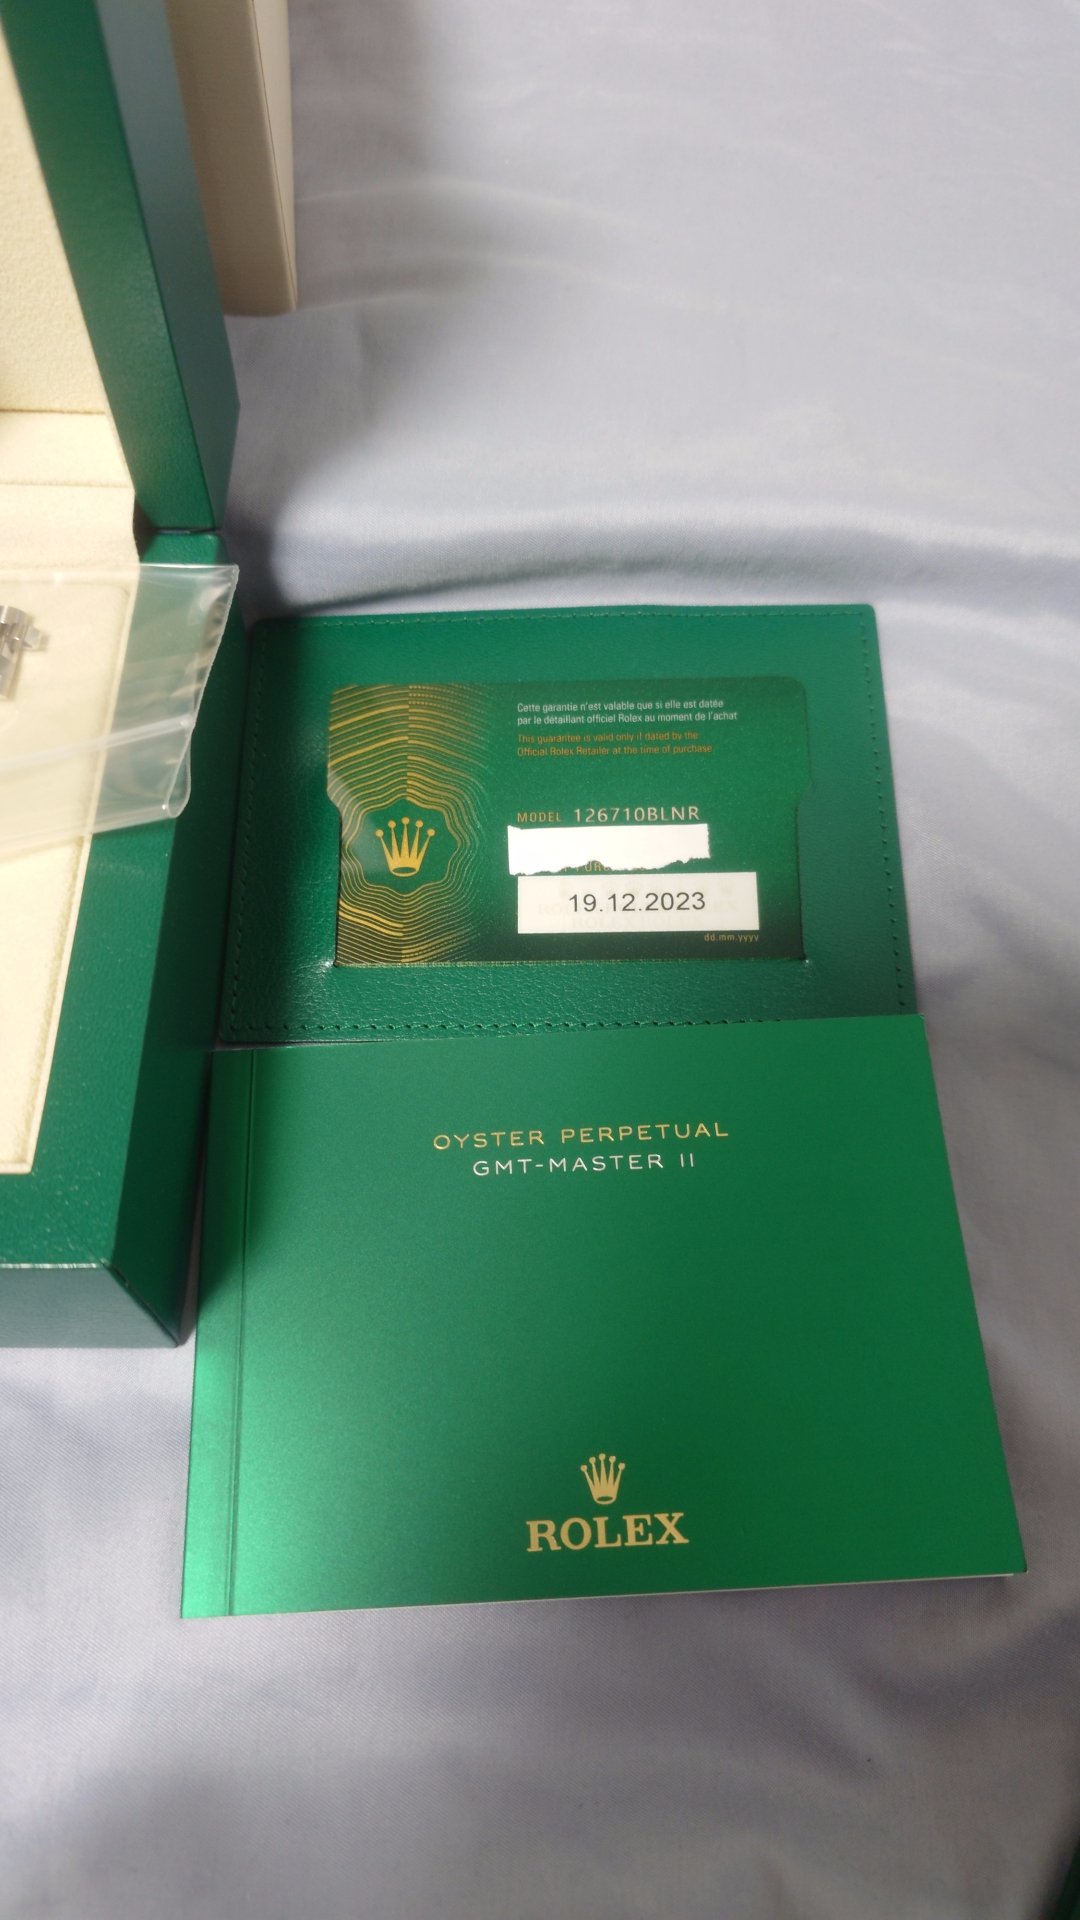 Cette garantie n'est valable que si elle est datée
par le détaillant officiel Rolex au moment de l'achat
This guarantee is valid only if dated by the
Official Rolex Retailer at the time of purchase
MODEL 126710BLNR
19.12.2023
dd.mm.yyyy
OYSTER PERPETUAL
GMT-MASTER II
ROLEX